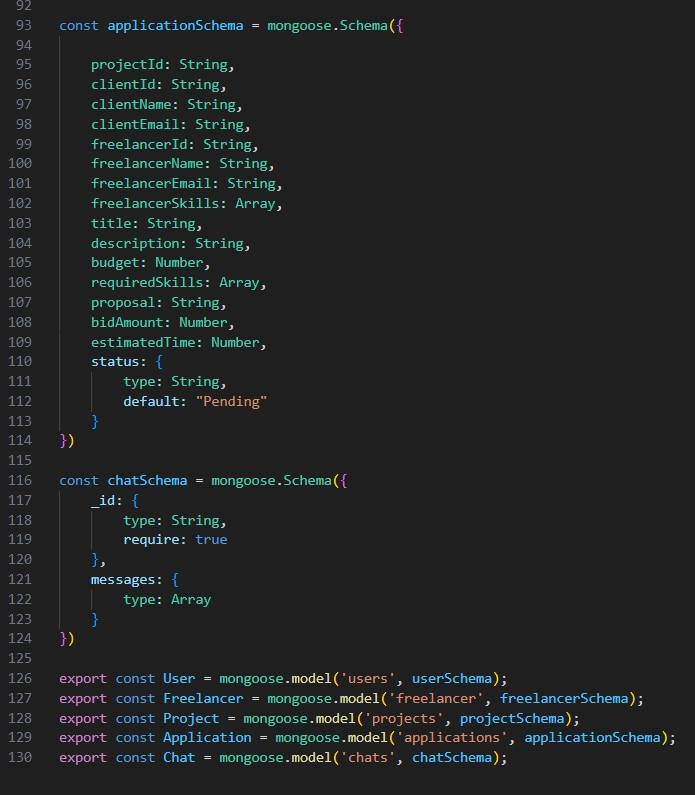 92
93 const applicationSchema = mongoose.Schema({
94
95 projectId: String,
96 clientId: String,
97 clientName: String,
98 clientEmail: String,
99 freelancerId: String,
100 freelancerName: String,
101 freelancerEmail: String,
102 freelancerSkills: Array,
103 title: String,
104 description: String,
105 budget: Number,
106 requiredSkills: Array,
107 proposal: String,
108 bidAmount: Number,
109 estimatedTime: Number,
110 status: {
111 type: String,
112 default: "Pending"
113 }
114 })
115
116 const chatSchema = mongoose.Schema({
117 _id: {
118 type: String,
119 require: true
120 },
121 messages: {
122 type: Array
123 }
124 })
125
126 export const User = mongoose.model('users', userSchema);
127 export const Freelancer = mongoose.model('freelancer', freelancerSchema);
128 export const Project = mongoose.model('projects', projectSchema);
129 export const Application = mongoose.model('applications', applicationSchema);
130 export const Chat = mongoose.model('chats', chatSchema);